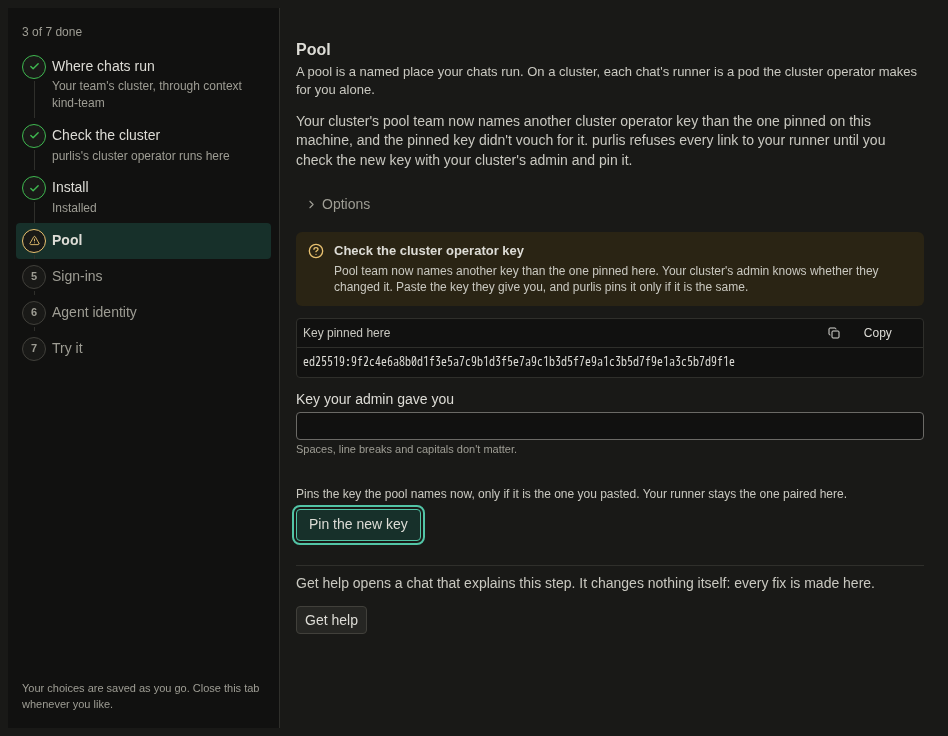 3 of 7 done
Where chats run
Your team's cluster, through context
kind-team
Check the cluster
purlis's cluster operator runs here
Install
Installed
Pool
5 Sign-ins
6 Agent identity
7 Try it
Your choices are saved as you go. Close this tab
whenever you like.
Pool
A pool is a named place your chats run. On a cluster, each chat's runner is a pod the cluster operator makes
for you alone.
Your cluster's pool team now names another cluster operator key than the one pinned on this
machine, and the pinned key didn't vouch for it. purlis refuses every link to your runner until you
check the new key with your cluster's admin and pin it.
Options
Check the cluster operator key
Pool team now names another key than the one pinned here. Your cluster's admin knows whether they
changed it. Paste the key they give you, and purlis pins it only if it is the same.
Key pinned here
Copy
ed25519:9f2c4e6a8b0d1f3e5a7c9b1d3f5e7a9c1b3d5f7e9a1c3b5d7f9e1a3c5b7d9f1e
Key your admin gave you
Spaces, line breaks and capitals don't matter.
Pins the key the pool names now, only if it is the one you pasted. Your runner stays the one paired here.
Pin the new key
Get help opens a chat that explains this step. It changes nothing itself: every fix is made here.
Get help